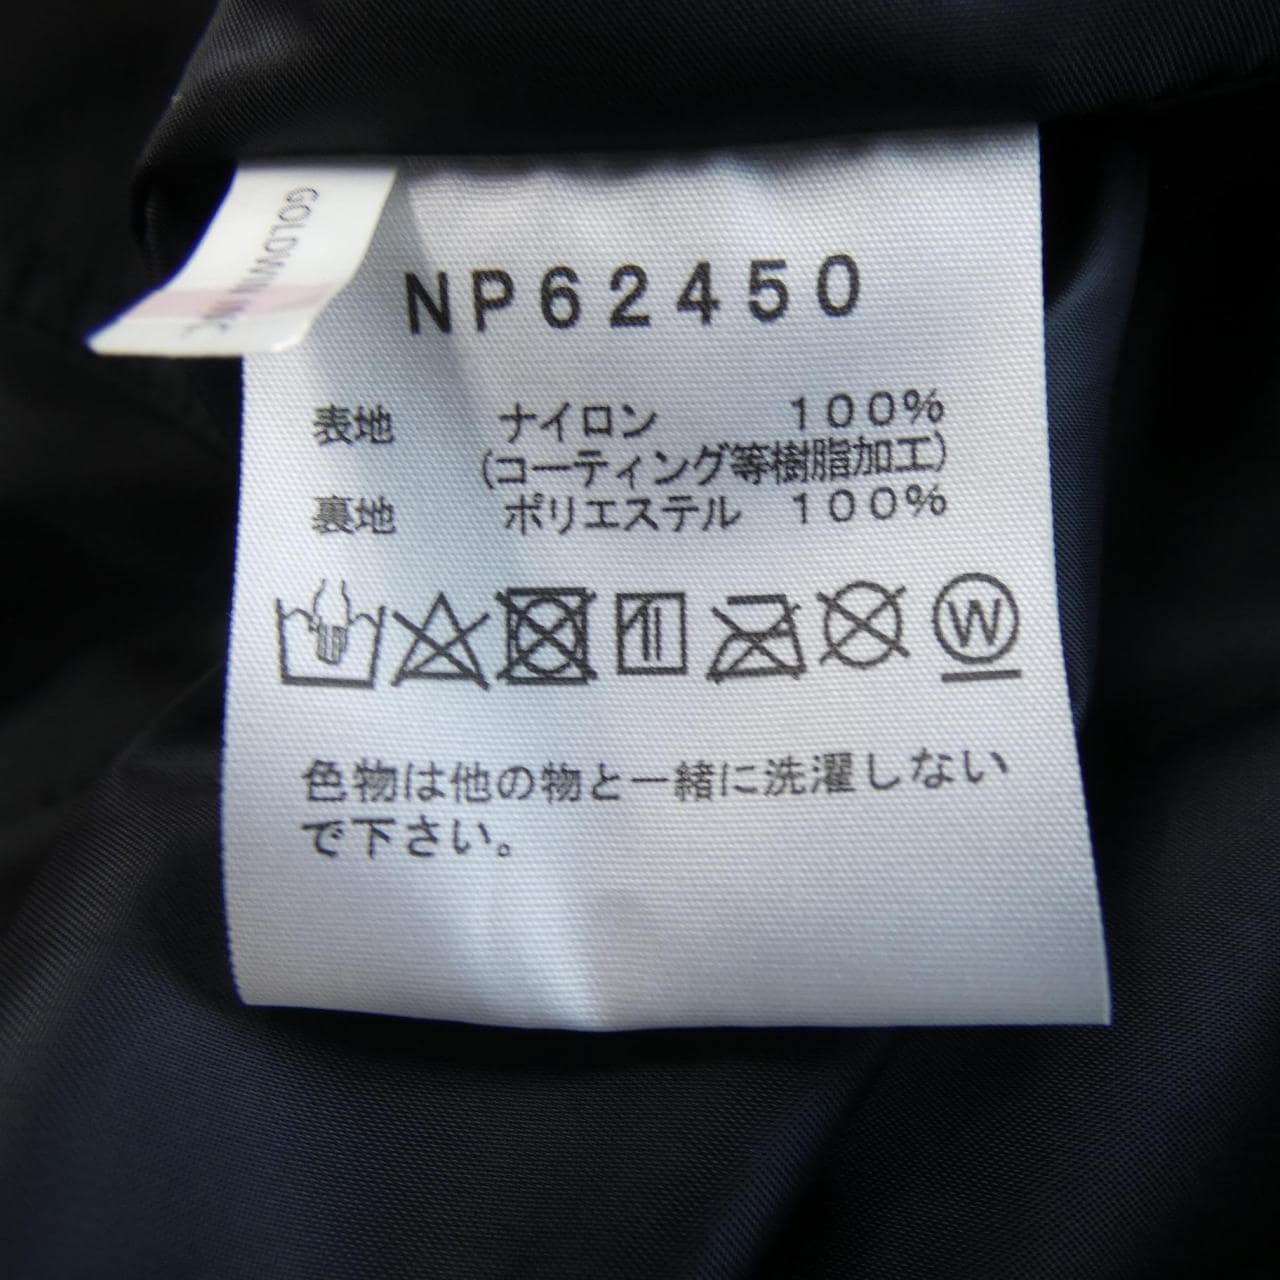 GOLDWIN INC.
NP62450
表地 ナイロン 100%
(コーティング等樹脂加工)
裏地 ポリエステル 100%
W
色物は他の物と一緒に洗濯しない
で下さい。